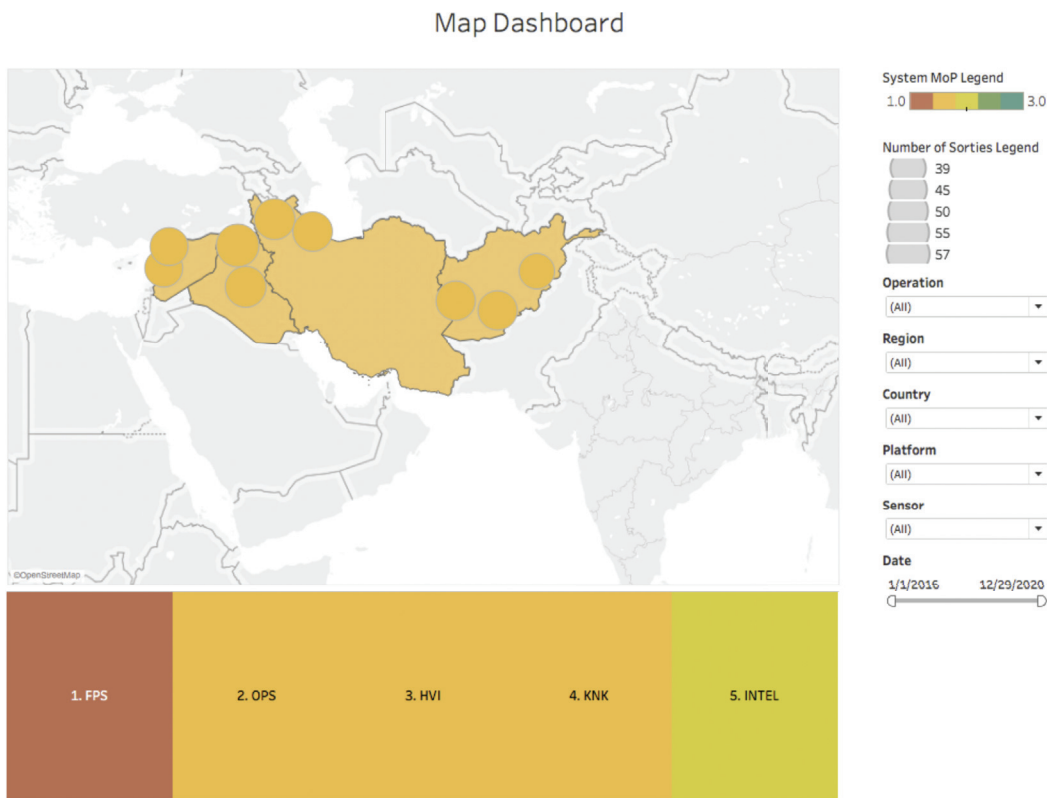 Map Dashboard
System MoP Legend
1.0 3.0
Number of Sorties Legend
39
45
50
55
57
Operation
(All)
Region
(All)
Country
(All)
Platform
(All)
Sensor
(All)
Date
1/1/2016 12/29/2020
©OpenStreetMap
1. FPS 2. OPS 3. HVI 4. KNK 5. INTEL